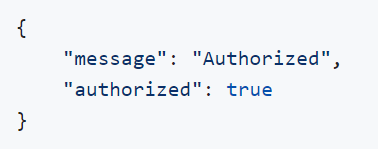 {
    "message": "Authorized",
    "authorized": true
}